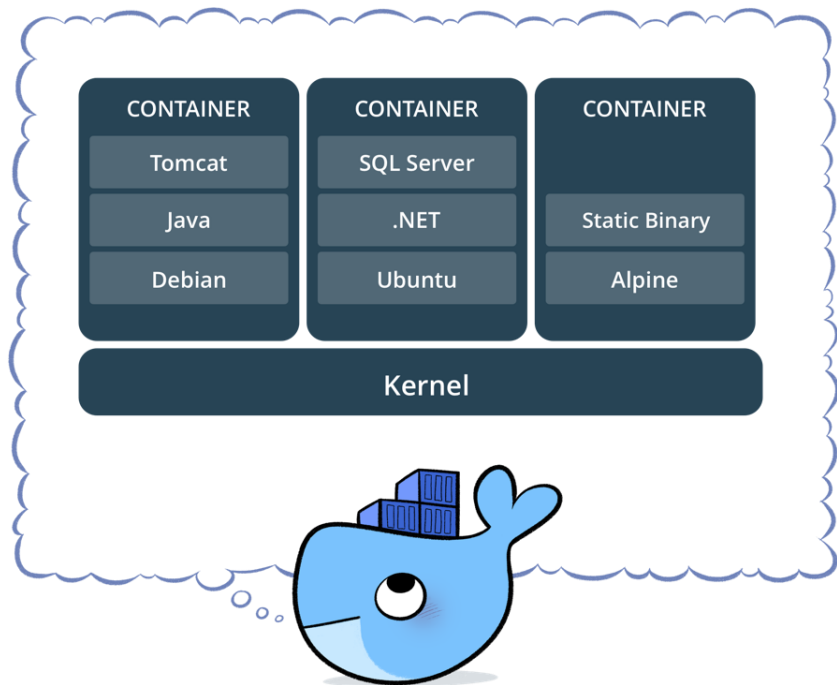 CONTAINER
Tomcat
Java
Debian
CONTAINER
SQL Server
.NET
Ubuntu
CONTAINER
Static Binary
Alpine
Kernel